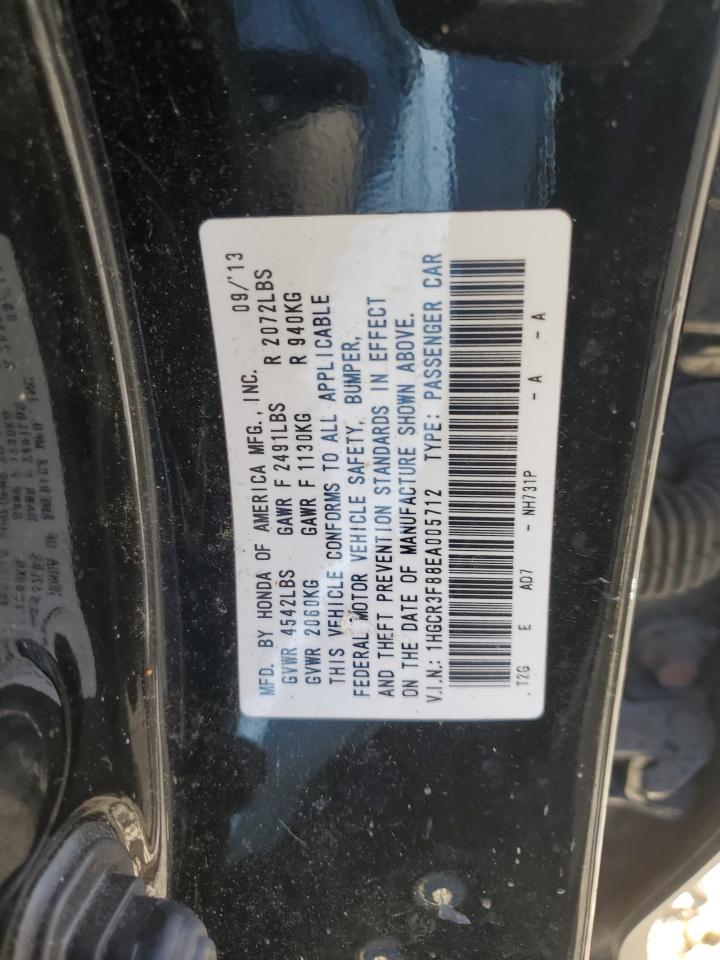 MFD. BY HONDA OF AMERICA MFG., INC. 09/'13
GVWR 4542LBS GAWR F 2491LBS R 2072LBS
GVWR 2060KG GAWR F 1130KG R 940KG
THIS VEHICLE CONFORMS TO ALL APPLICABLE
FEDERAL MOTOR VEHICLE SAFETY, BUMPER,
AND THEFT PREVENTION STANDARDS IN EFFECT
ON THE DATE OF MANUFACTURE SHOWN ABOVE.
V.I.N.: 1HGCR3F88EA005712 TYPE: PASSENGER CAR
T2G E AD7 - NH731P - A - A